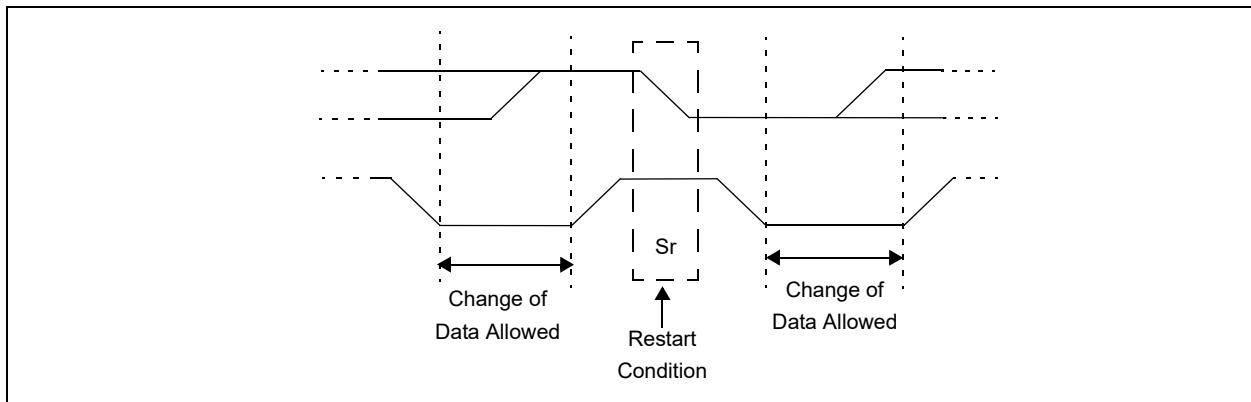 Sr
Change of
Data Allowed
Restart
Condition
Change of
Data Allowed